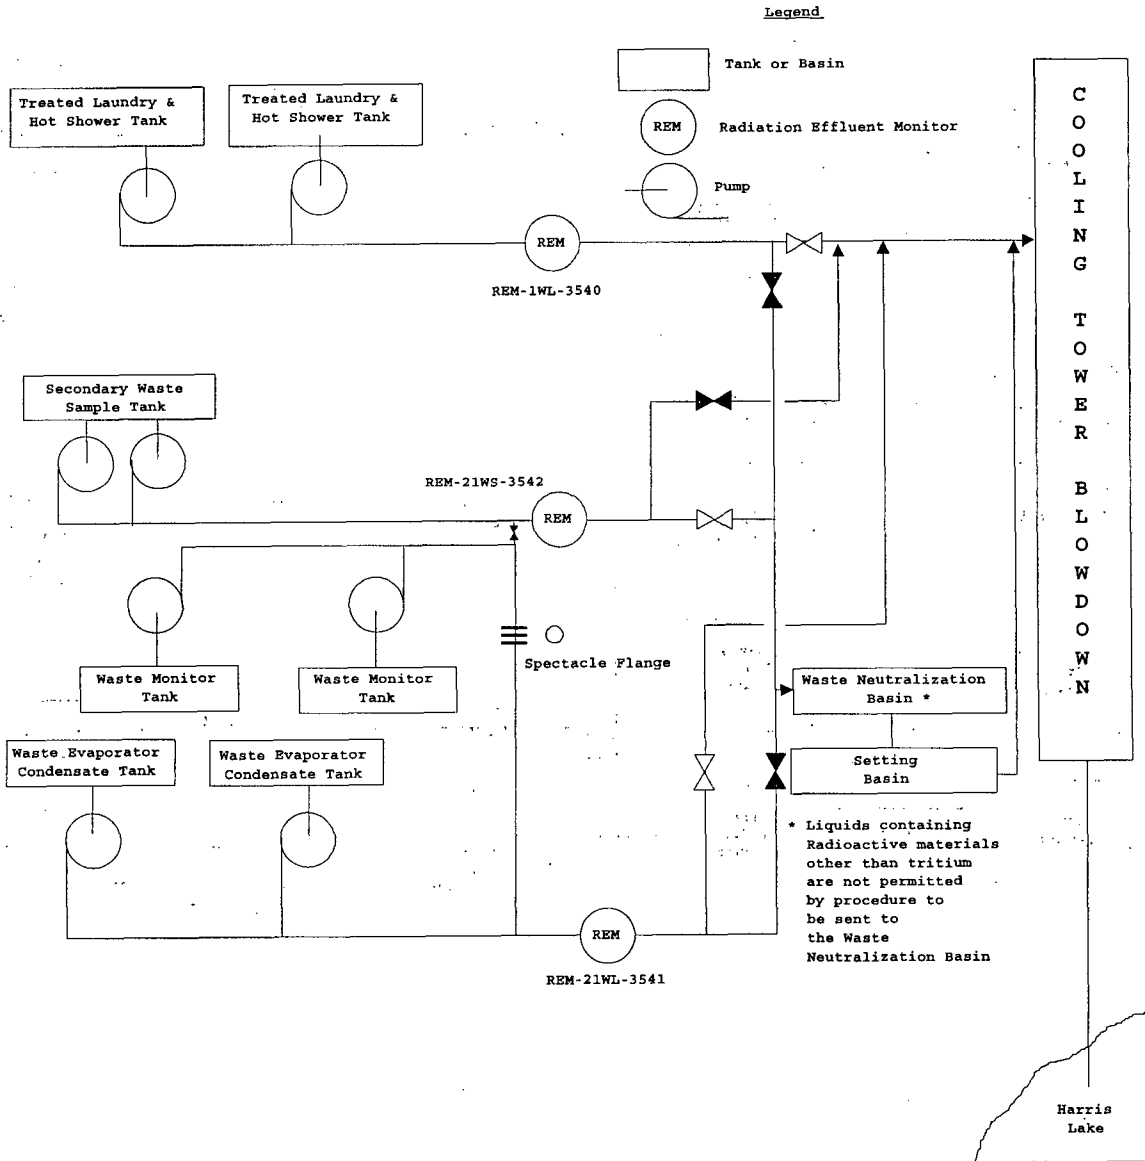 Legend
Tank or Basin
REM
Radiation Effluent Monitor
Pump
Treated Laundry &
Hot Shower Tank
Treated Laundry &
Hot Shower Tank
REM
REM-1WL-3540
COOLING TOWER BLOWDOWN
Secondary Waste
Sample Tank
REM-21WS-3542
REM
Spectacle Flange
Waste Monitor
Tank
Waste Monitor
Tank
Waste Neutralization
Basin *
Waste Evaporator
Condensate Tank
Waste Evaporator
Condensate Tank
Setting
Basin
* Liquids containing
Radioactive materials
other than tritium
are not permitted
by procedure to
be sent to
the Waste
Neutralization Basin
REM
REM-21WL-3541
Harris
Lake